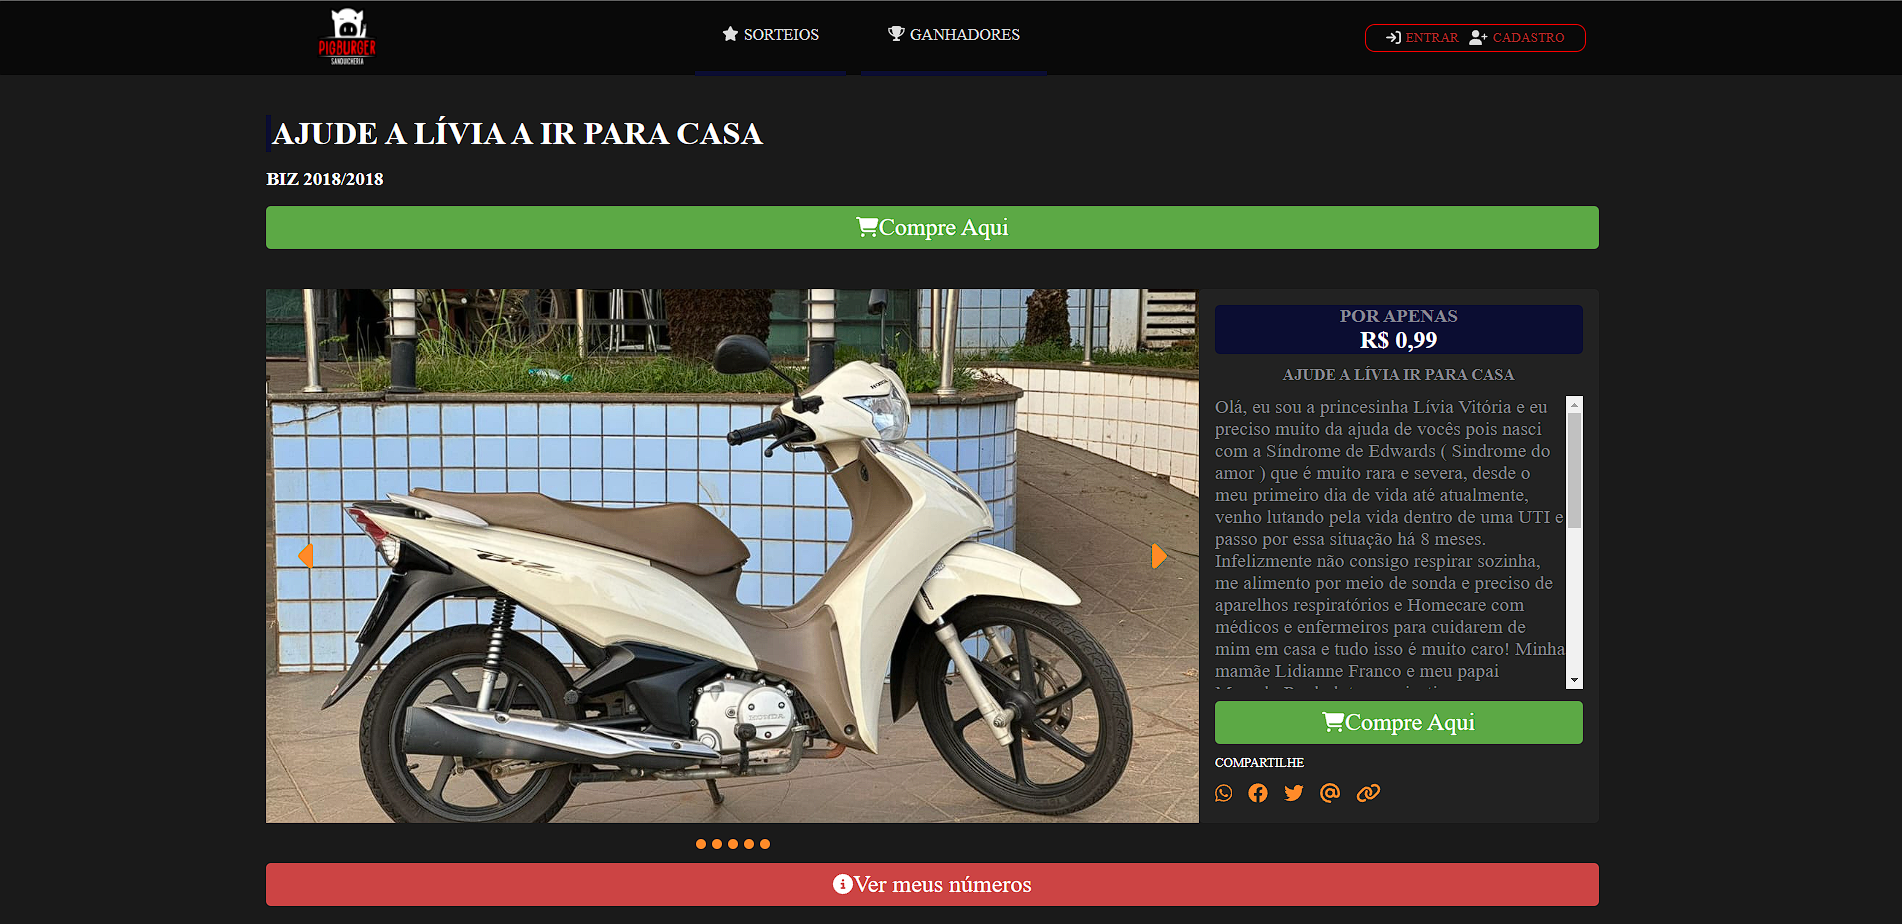 PIGBURGER
SANDUICHERIA
SORTEIOS
GANHADORES
ENTRAR
CADASTRO
AJUDE A LÍVIA A IR PARA CASA
BIZ 2018/2018
Compre Aqui
HONDA
Biz
HONDA
POR APENAS
R$ 0,99
AJUDE A LÍVIA IR PARA CASA
Olá, eu sou a princesinha Lívia Vitória e eu
preciso muito da ajuda de vocês pois nasci
com a Síndrome de Edwards ( Sindrome do
amor ) que é muito rara e severa, desde o
meu primeiro dia de vida até atualmente,
venho lutando pela vida dentro de uma UTI e
passo por essa situação há 8 meses.
Infelizmente não consigo respirar sozinha,
me alimento por meio de sonda e preciso de
aparelhos respiratórios e Homecare com
médicos e enfermeiros para cuidarem de
mim em casa e tudo isso é muito caro! Minha
mamãe Lidianne Franco e meu papai
Compre Aqui
COMPARTILHE
Ver meus números